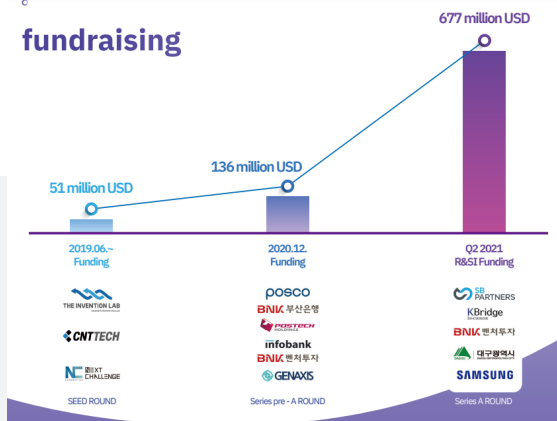 fundraising
677 million USD
136 million USD
51 million USD
2019.06.~
Funding
2020.12.
Funding
Q2 2021
R&SI Funding
THE INVENTION LAB
CNTTECH
NEXT
CHALLENGE
SEED ROUND
posco
BNK 부산은행
POSTECH
HOLDINGS
infobank
BNK 벤처투자
GENAXIS
Series pre - A ROUND
SB
PARTNERS
KBridge
BNK 벤처투자
대구광역시
SAMSUNG
Series A ROUND